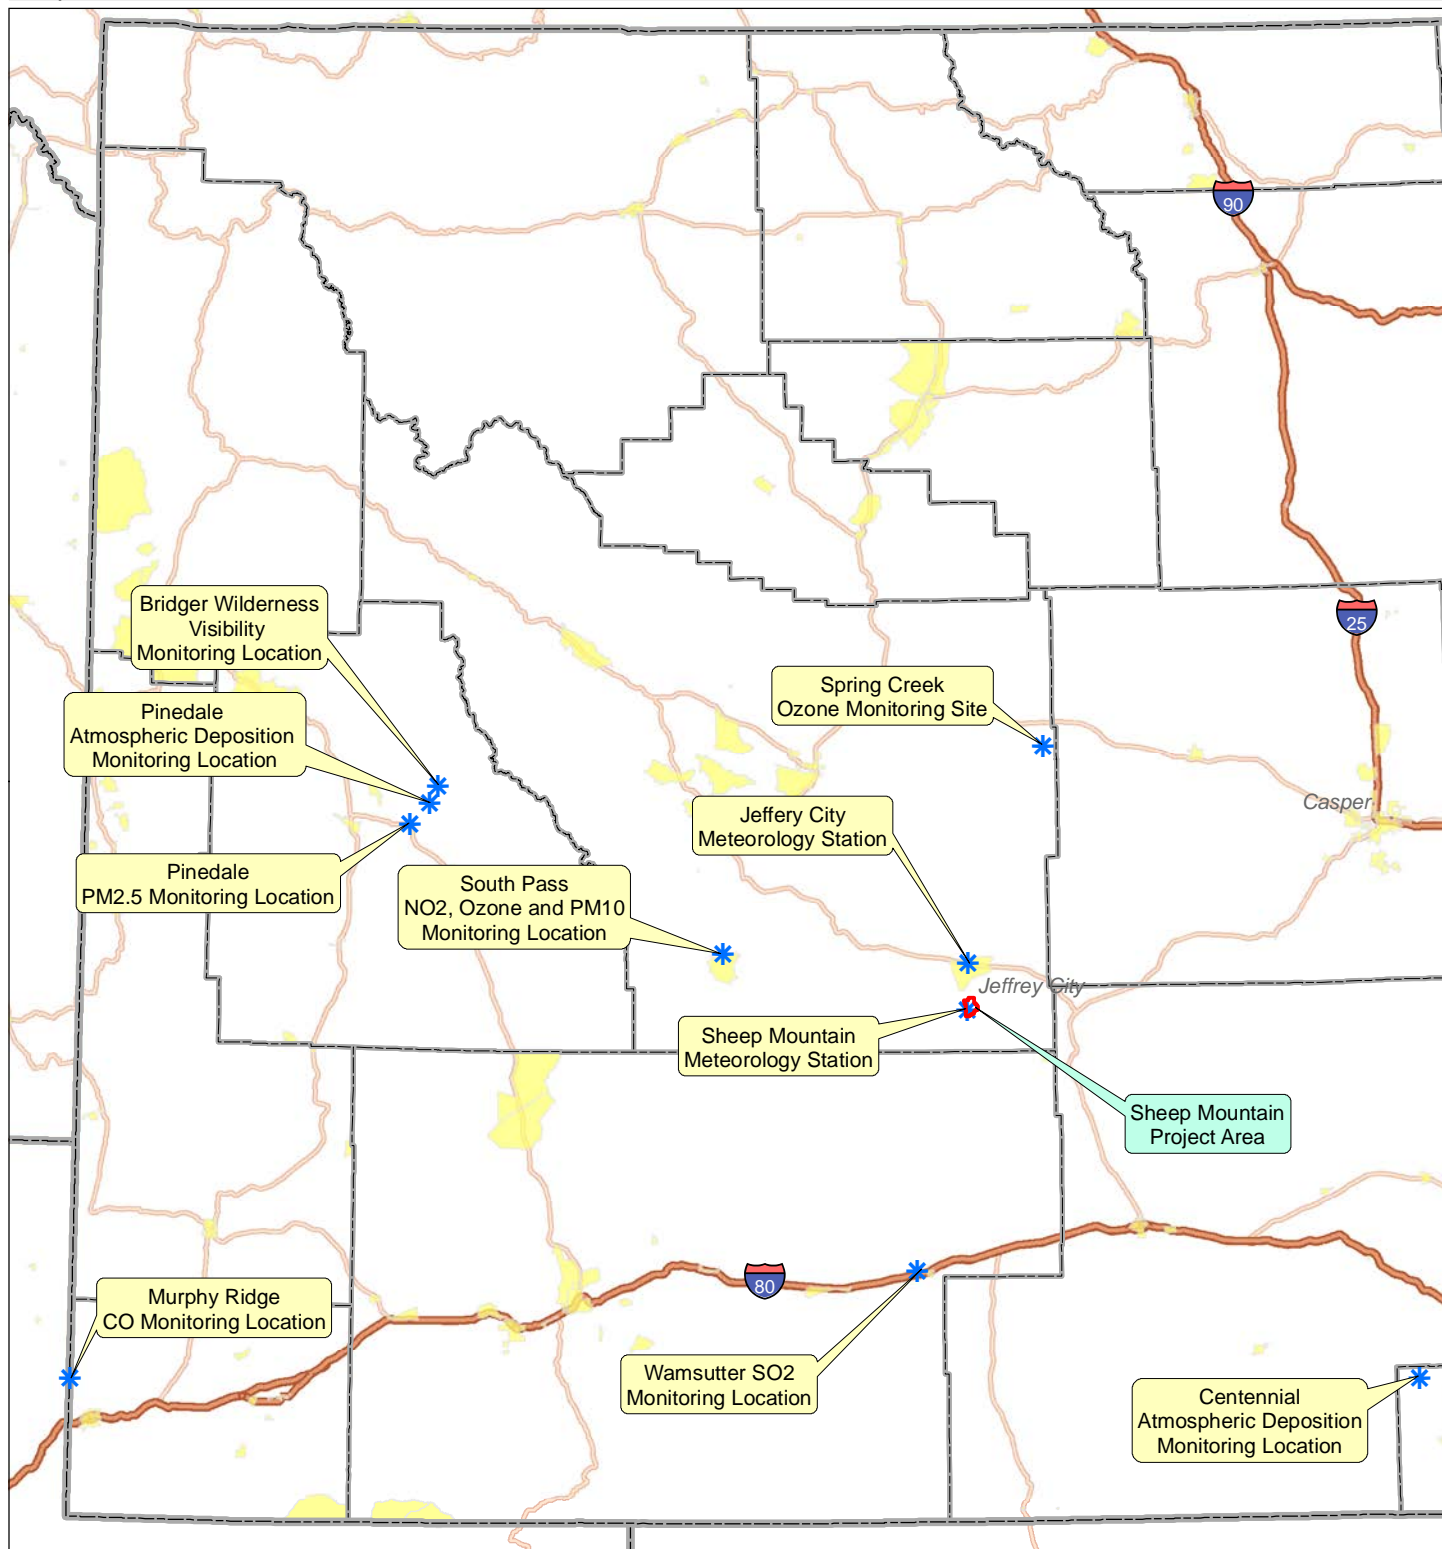 90
25
Bridger Wilderness
Visibility
Monitoring Location
Spring Creek
Ozone Monitoring Site
Pinedale
Atmospheric Deposition
Monitoring Location
Casper
Jeffery City
Meteorology Station
Pinedale
PM2.5 Monitoring Location
South Pass
NO2, Ozone and PM10
Monitoring Location
Jeffrey City
Sheep Mountain
Meteorology Station
Sheep Mountain
Project Area
80
Murphy Ridge
CO Monitoring Location
Wamsutter SO2
Monitoring Location
Centennial
Atmospheric Deposition
Monitoring Location